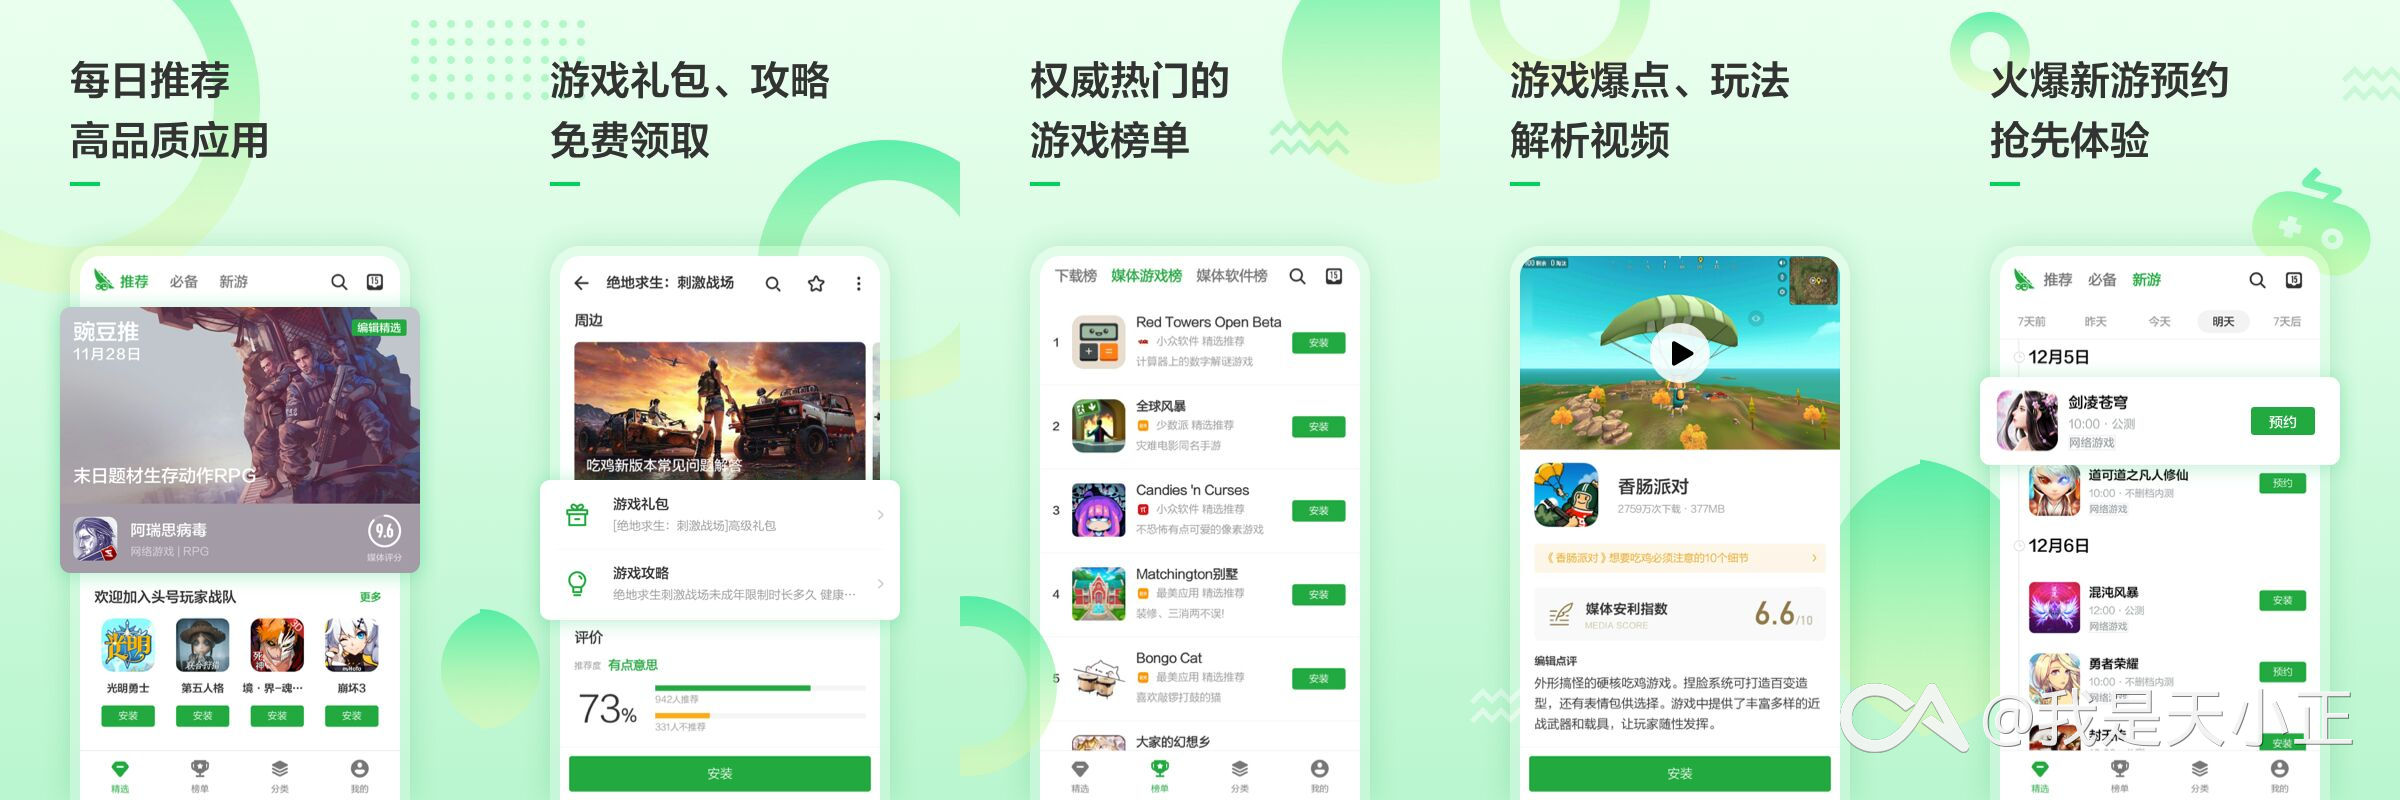 每日推荐
高品质应用
推荐 必备 新游
15
豌豆推
11月28日
编辑精选
末日题材生存动作RPG
阿瑞思病毒
网络游戏 | RPG
9.6
媒体评分
欢迎加入头号玩家战队
更多
光明勇士 第五人格 境·界-魂··· 崩坏3
安装 安装 安装 安装
精选 榜单 分类 我的
游戏礼包、攻略
免费领取
绝地求生：刺激战场
周边
吃鸡新版本常见问题解答
游戏礼包
[绝地求生：刺激战场]高级礼包
游戏攻略
绝地求生刺激战场未成年限制时长多久 健康···
评价
推荐度 有点意思
73%
942人推荐
331人不推荐
安装
权威热门的
游戏榜单
下载榜 媒体游戏榜 媒体软件榜
15
1
Red Towers Open Beta
小众软件 精选推荐
计算器上的数字解谜游戏
安装
2
全球风暴
少数派 精选推荐
灾难电影同名手游
安装
3
Candies 'n Curses
小众软件 精选推荐
不恐怖有点可爱的像素游戏
安装
4
Matchington别墅
最美应用 精选推荐
装修、三消两不误!
安装
5
Bongo Cat
最美应用 精选推荐
喜欢敲锣打鼓的猫
安装
大家的幻想乡
精选 榜单 分类 我的
游戏爆点、玩法
解析视频
香肠派对
2759万次下载 · 377MB
《 香肠派对 》想要吃鸡必须注意的10个细节
媒体安利指数
MEDIA SCORE
6.6/10
编辑点评
外形搞怪的硬核吃鸡游戏。捏脸系统可打造百变造
型，还有表情包供选择。游戏中提供了丰富多样的近
战武器和载具，让玩家随性发挥。
安装
火爆新游预约
抢先体验
推荐 必备 新游
15
7天前 昨天 今天 明天 7天后
12月5日
剑凌苍穹
10:00 · 公测
网络游戏
预约
道可道之凡人修仙
10:00 · 不删档内测
网络游戏
预约
12月6日
混沌风暴
12:00 · 公测
网络游戏
安装
勇者荣耀
10:00 · 不删档内测
网络游戏
预约
安装
精选 榜单 分类 我的
@我是天小正